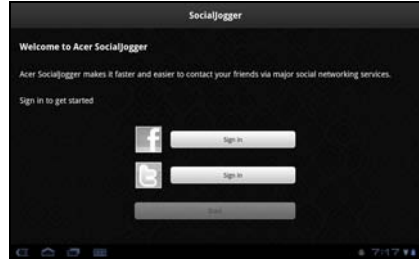 SocialJogger
Welcome to Acer SocialJogger
Acer SocialJogger makes it faster and easier to contact your friends via major social networking services.
Sign in to get started
f
Sign in
t
Sign in
Start
7:17